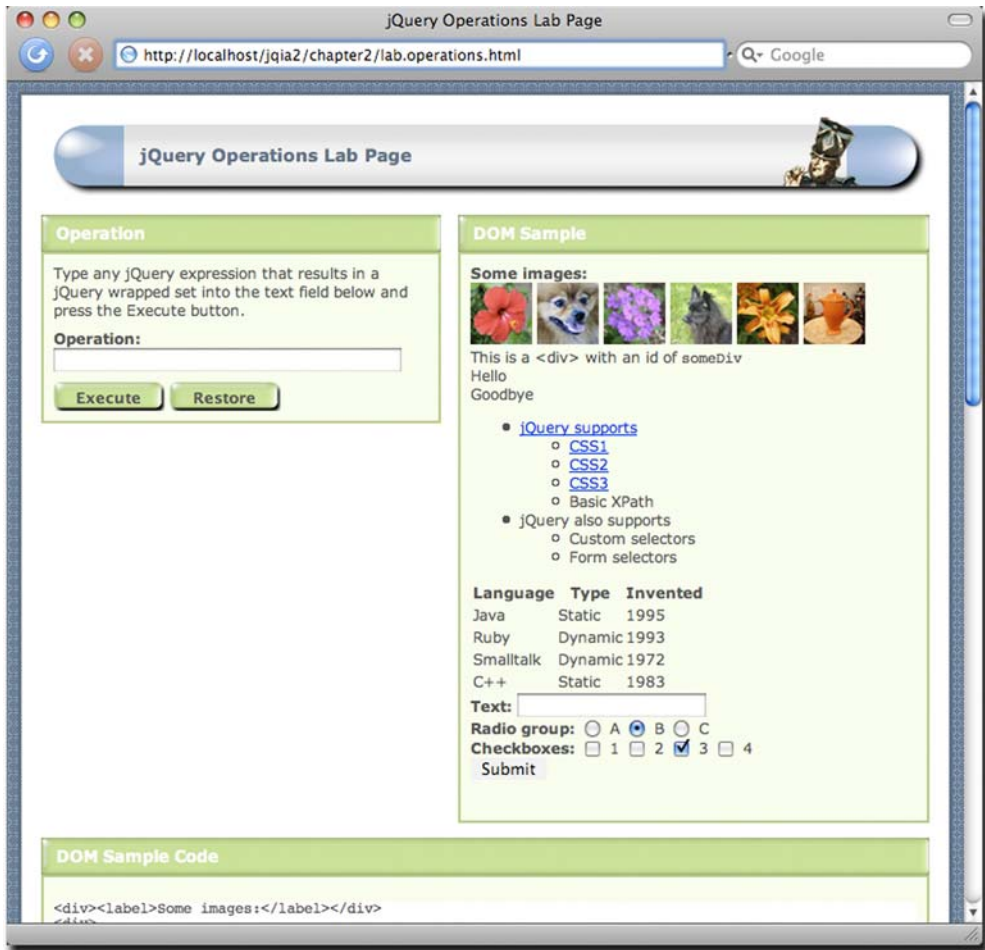 jQuery Operations Lab Page
http://localhost/jqia2/chapter2/lab.operations.html
Google
jQuery Operations Lab Page
Operation
Type any jQuery expression that results in a
jQuery wrapped set into the text field below and
press the Execute button.
Operation:
Execute Restore
DOM Sample
Some images:
This is a <div> with an id of someDiv
Hello
Goodbye
jQuery supports
CSS1
CSS2
CSS3
Basic XPath
jQuery also supports
Custom selectors
Form selectors
Language Type Invented
Java Static 1995
Ruby Dynamic 1993
Smalltalk Dynamic 1972
C++ Static 1983
Text:
Radio group: A B C
Checkboxes: 1 2 3 4
Submit
DOM Sample Code
<div><label>Some images:</label></div>
<div>